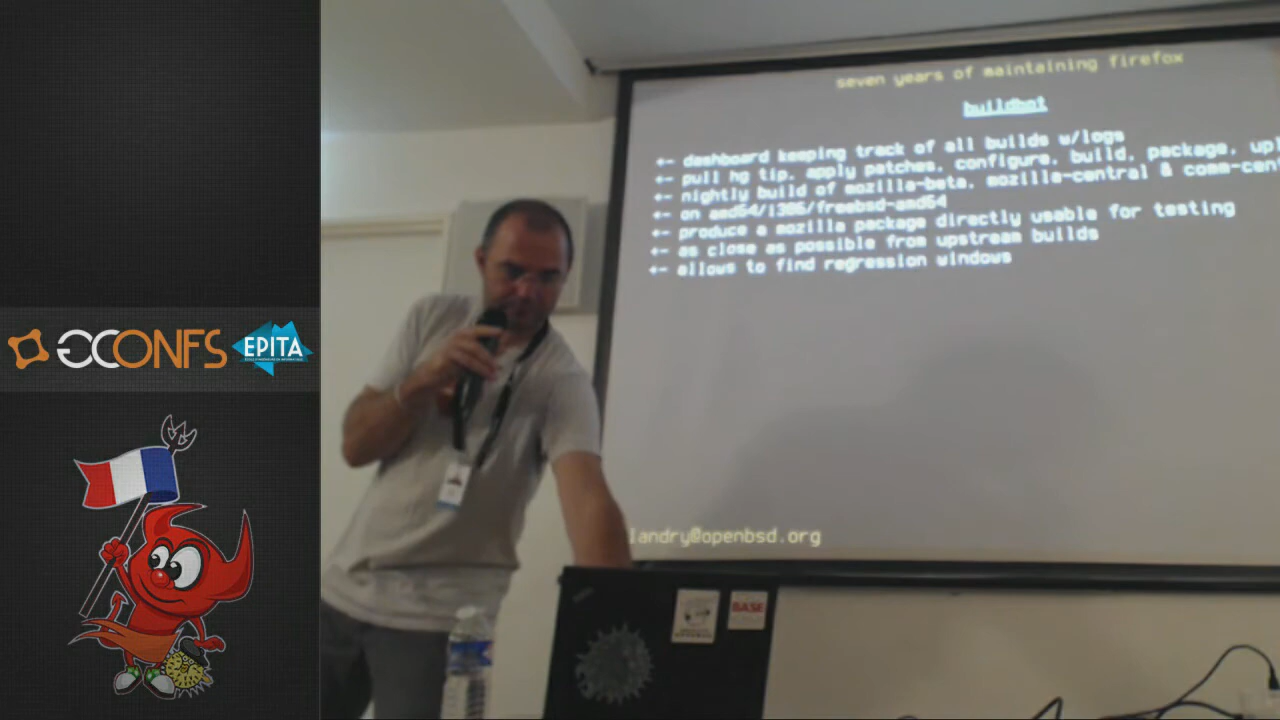 seven years of maintaining firefox
buildbot
<- dashboard keeping track of all builds w/logs
<- pull hg tip, apply patches, configure, build, package, upl
<- nightly build of mozilla-beta, mozilla-central & comm-cen
<- on amd64/i386/freebsd-amd64
<- produce a mozilla package directly usable for testing
<- as close as possible from upstream builds
<- allows to find regression windows
landry@openbsd.org
GCONFS
EPITA
BASE